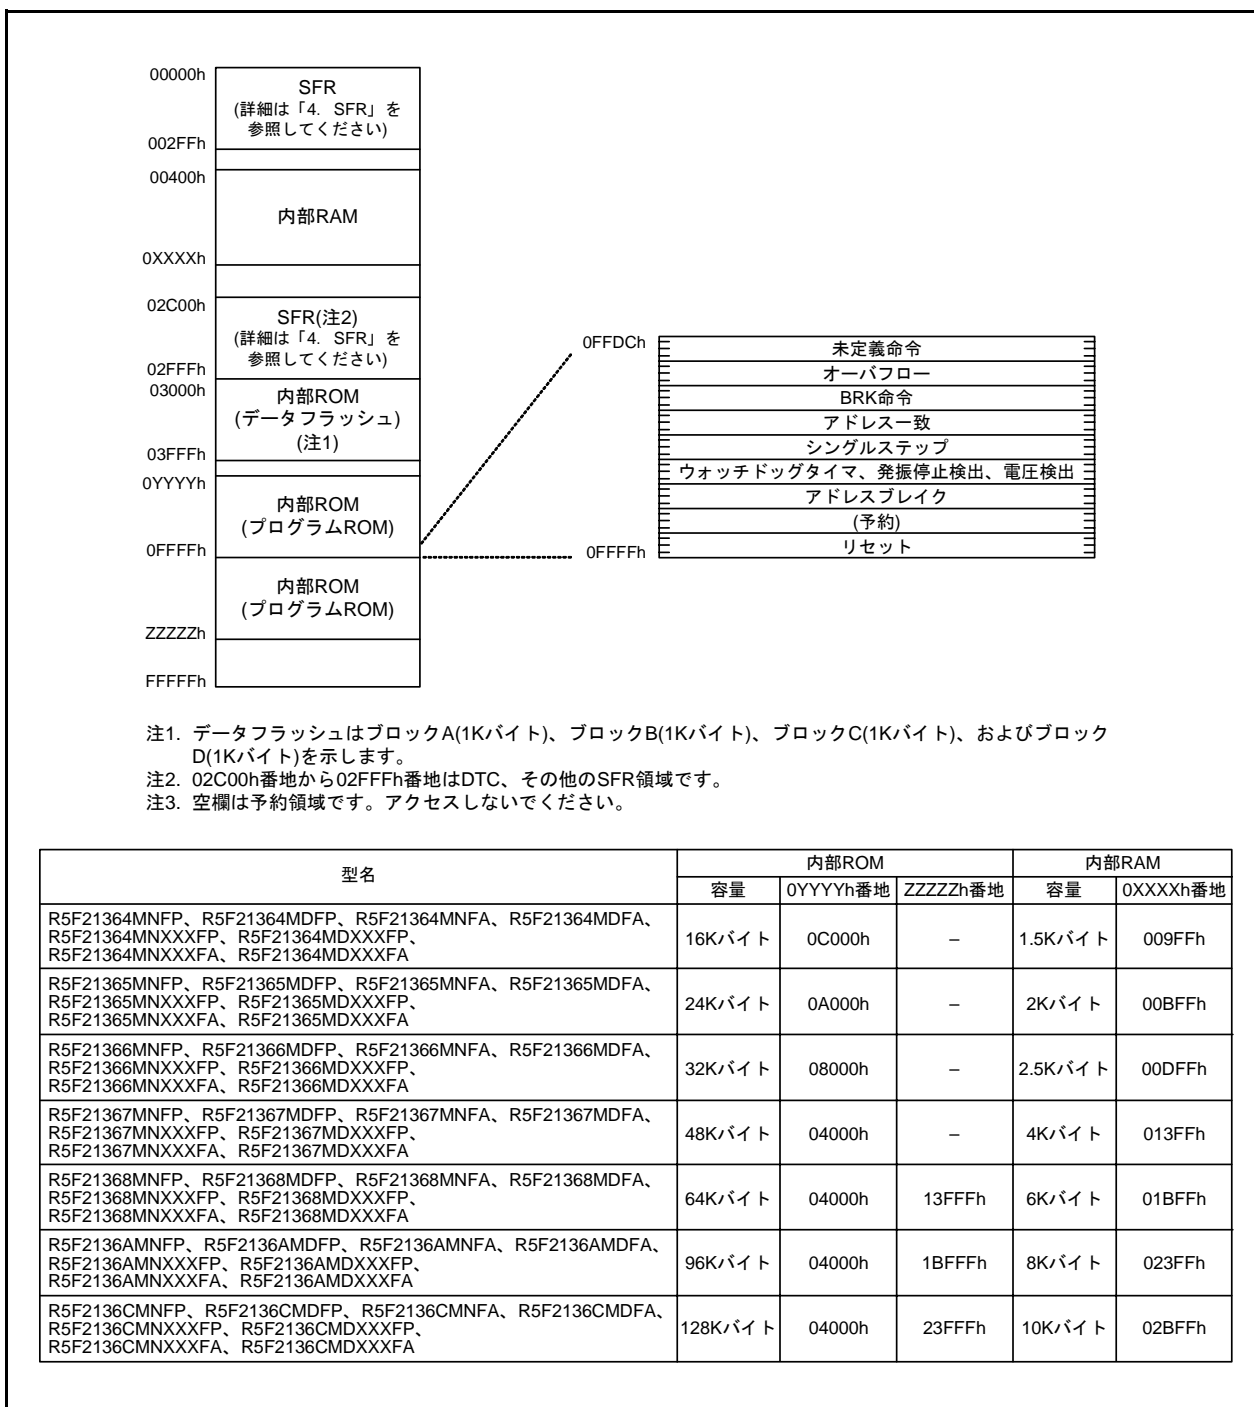 00000h
SFR
(詳細は「4. SFR」を
参照してください)
002FFh
00400h
内部RAM
0XXXXh
02C00h
SFR(注2)
(詳細は「4. SFR」を
参照してください)
02FFFh
03000h
内部ROM
(データフラッシュ)
(注1)
03FFFh
0YYYYh
内部ROM
(プログラムROM)
0FFFFh
内部ROM
(プログラムROM)
ZZZZZh
FFFFFh
0FFDCh
未定義命令
オーバフロー
BRK命令
アドレス一致
シングルステップ
ウォッチドッグタイマ、発振停止検出、電圧検出
アドレスブレイク
(予約)
0FFFFh
リセット
注1. データフラッシュはブロックA(1Kバイト)、ブロックB(1Kバイト)、ブロックC(1Kバイト)、およびブロック
D(1Kバイト)を示します。
注2. 02C00h番地から02FFFh番地はDTC、その他のSFR領域です。
注3. 空欄は予約領域です。アクセスしないでください。
型名 内部ROM 内部RAM
容量 0YYYYh番地 ZZZZZh番地 容量 0XXXXh番地
R5F21364MNFP、R5F21364MDFP、R5F21364MNFA、R5F21364MDFA、
R5F21364MNXXXFP、R5F21364MDXXXFP、
R5F21364MNXXXFA、R5F21364MDXXXFA
16Kバイト 0C000h – 1.5Kバイト 009FFh
R5F21365MNFP、R5F21365MDFP、R5F21365MNFA、R5F21365MDFA、
R5F21365MNXXXFP、R5F21365MDXXXFP、
R5F21365MNXXXFA、R5F21365MDXXXFA
24Kバイト 0A000h – 2Kバイト 00BFFh
R5F21366MNFP、R5F21366MDFP、R5F21366MNFA、R5F21366MDFA、
R5F21366MNXXXFP、R5F21366MDXXXFP、
R5F21366MNXXXFA、R5F21366MDXXXFA
32Kバイト 08000h – 2.5Kバイト 00DFFh
R5F21367MNFP、R5F21367MDFP、R5F21367MNFA、R5F21367MDFA、
R5F21367MNXXXFP、R5F21367MDXXXFP、
R5F21367MNXXXFA、R5F21367MDXXXFA
48Kバイト 04000h – 4Kバイト 013FFh
R5F21368MNFP、R5F21368MDFP、R5F21368MNFA、R5F21368MDFA、
R5F21368MNXXXFP、R5F21368MDXXXFP、
R5F21368MNXXXFA、R5F21368MDXXXFA
64Kバイト 04000h 13FFFh 6Kバイト 01BFFh
R5F2136AMNFP、R5F2136AMDFP、R5F2136AMNFA、R5F2136AMDFA、
R5F2136AMNXXXFP、R5F2136AMDXXXFP、
R5F2136AMNXXXFA、R5F2136AMDXXXFA
96Kバイト 04000h 1BFFFh 8Kバイト 023FFh
R5F2136CMNFP、R5F2136CMDFP、R5F2136CMNFA、R5F2136CMDFA、
R5F2136CMNXXXFP、R5F2136CMDXXXFP、
R5F2136CMNXXXFA、R5F2136CMDXXXFA
128Kバイト 04000h 23FFFh 10Kバイト 02BFFh